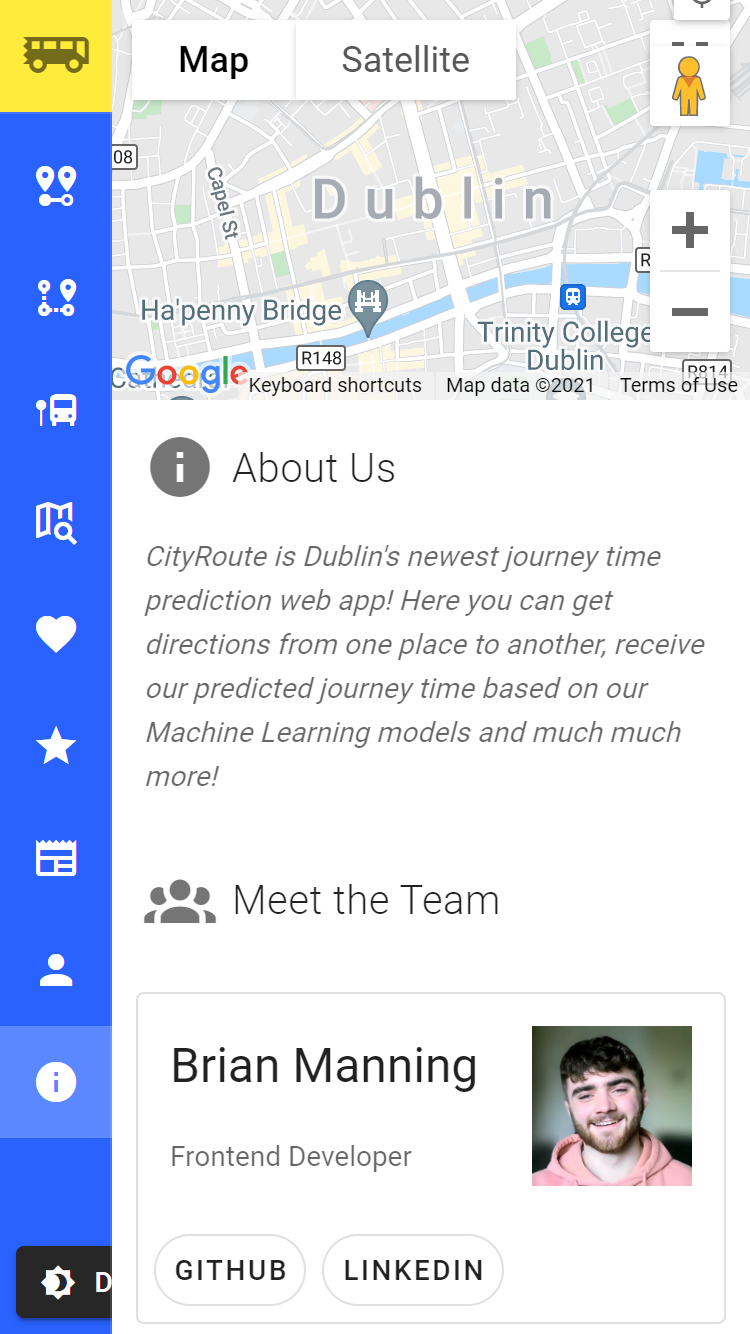 Map Satellite
08
Capel St
Dublin
Ha'penny Bridge
Trinity College
Dublin
R148
R814
Google
Keyboard shortcuts Map data ©2021 Terms of Use
About Us
CityRoute is Dublin's newest journey time
prediction web app! Here you can get
directions from one place to another, receive
our predicted journey time based on our
Machine Learning models and much much
more!
Meet the Team
Brian Manning
Frontend Developer
GITHUB LINKEDIN
D